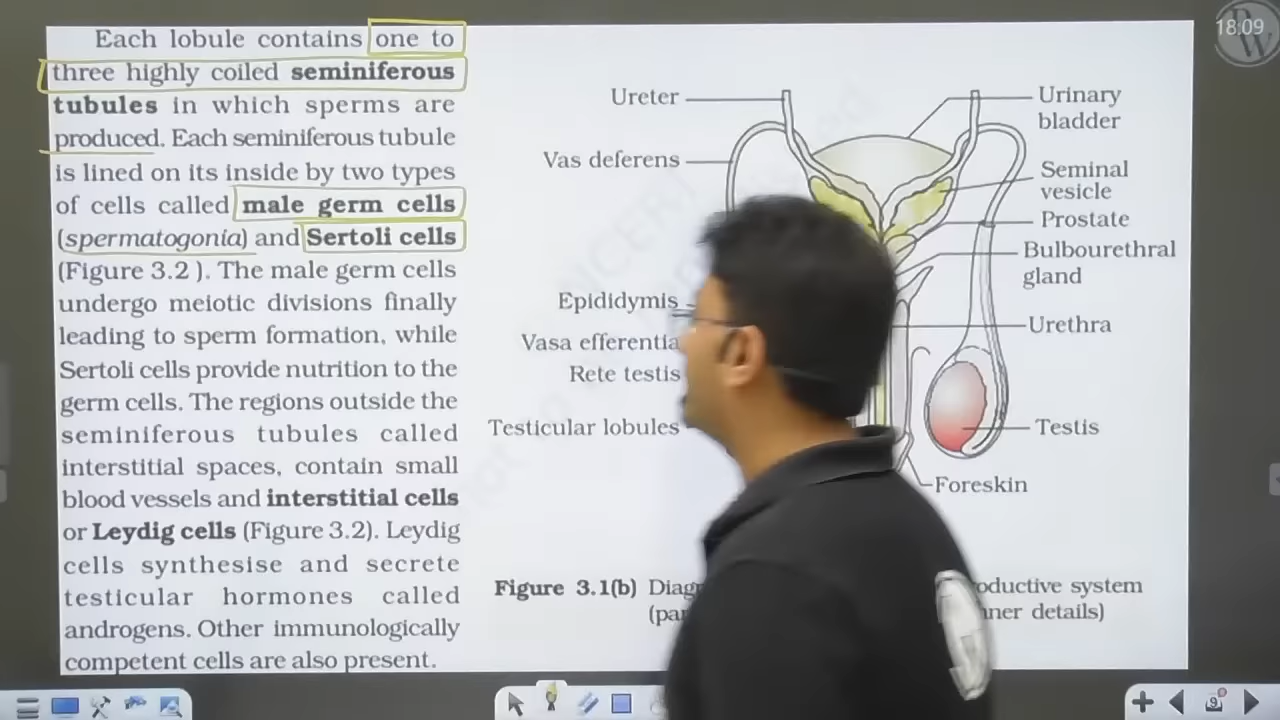 Each lobule contains one to
three highly coiled seminiferous
tubules in which sperms are
produced. Each seminiferous tubule
is lined on its inside by two types
of cells called male germ cells
(spermatogonia) and Sertoli cells
(Figure 3.2 ). The male germ cells
undergo meiotic divisions finally
leading to sperm formation, while
Sertoli cells provide nutrition to the
germ cells. The regions outside the
seminiferous tubules called
interstitial spaces, contain small
blood vessels and interstitial cells
or Leydig cells (Figure 3.2). Leydig
cells synthesise and secrete
testicular hormones called
androgens. Other immunologically
competent cells are also present.
Ureter
Vas deferens
Epididymis
Vasa efferentia
Rete testis
Testicular lobules
Urinary
bladder
Seminal
vesicle
Prostate
Bulbourethral
gland
Urethra
Testis
Foreskin
Figure 3.1(b) system
details)
18:09
9